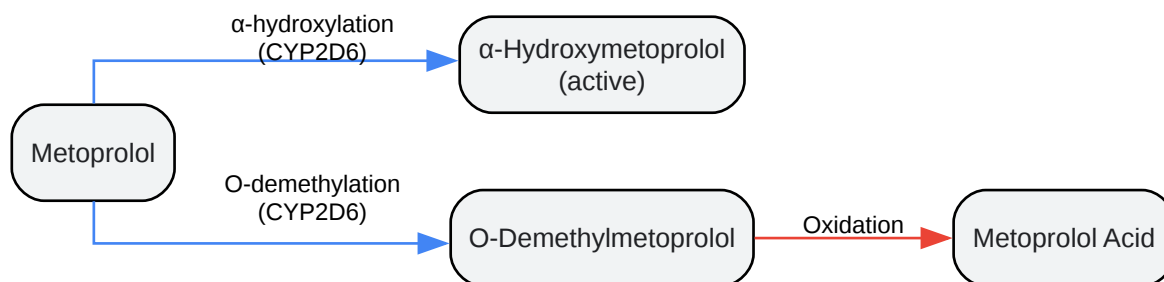 α-hydroxylation
(CYP2D6)
α-Hydroxymetoprolol
(active)
Metoprolol
O-demethylation
(CYP2D6)
O-Demethylmetoprolol
Oxidation
Metoprolol Acid